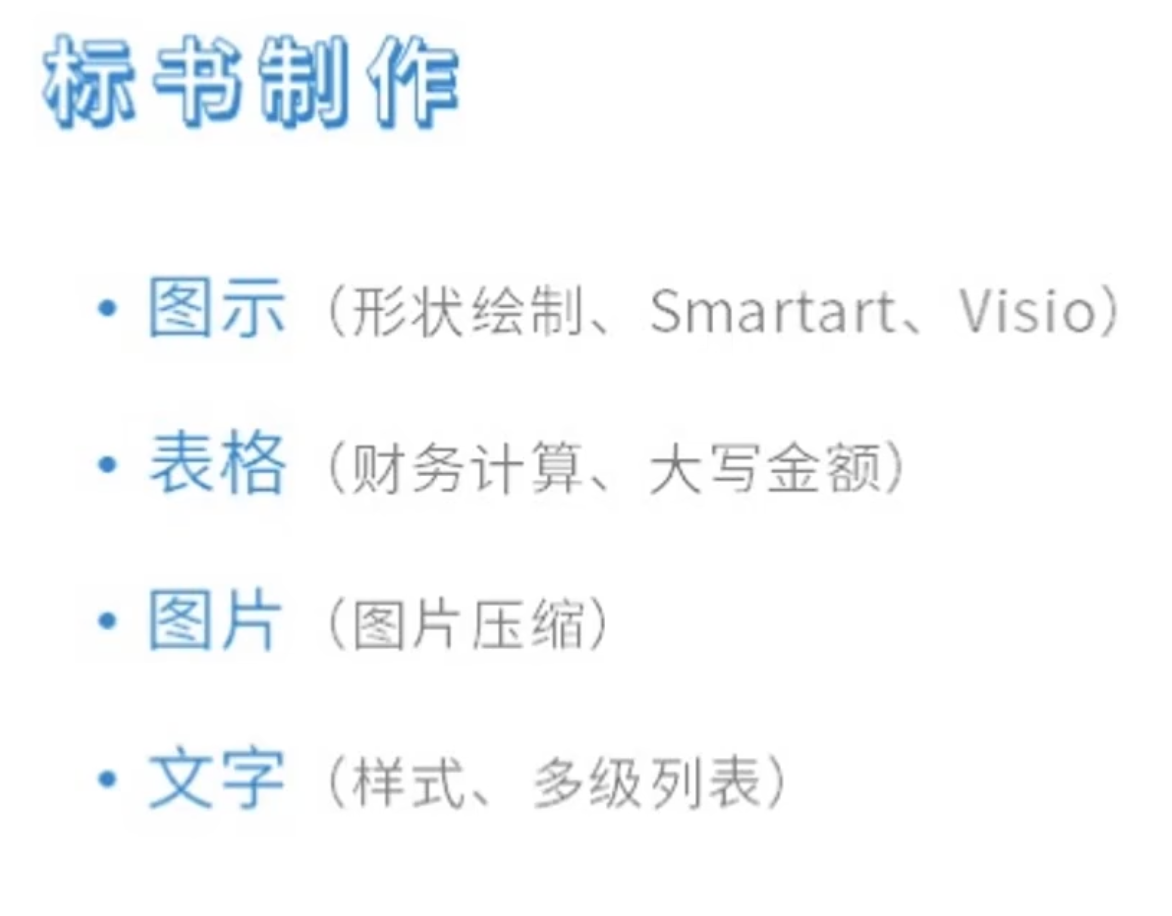 标书制作
• 图示（形状绘制、Smartart、Visio）
• 表格（财务计算、大写金额）
• 图片（图片压缩）
• 文字（样式、多级列表）